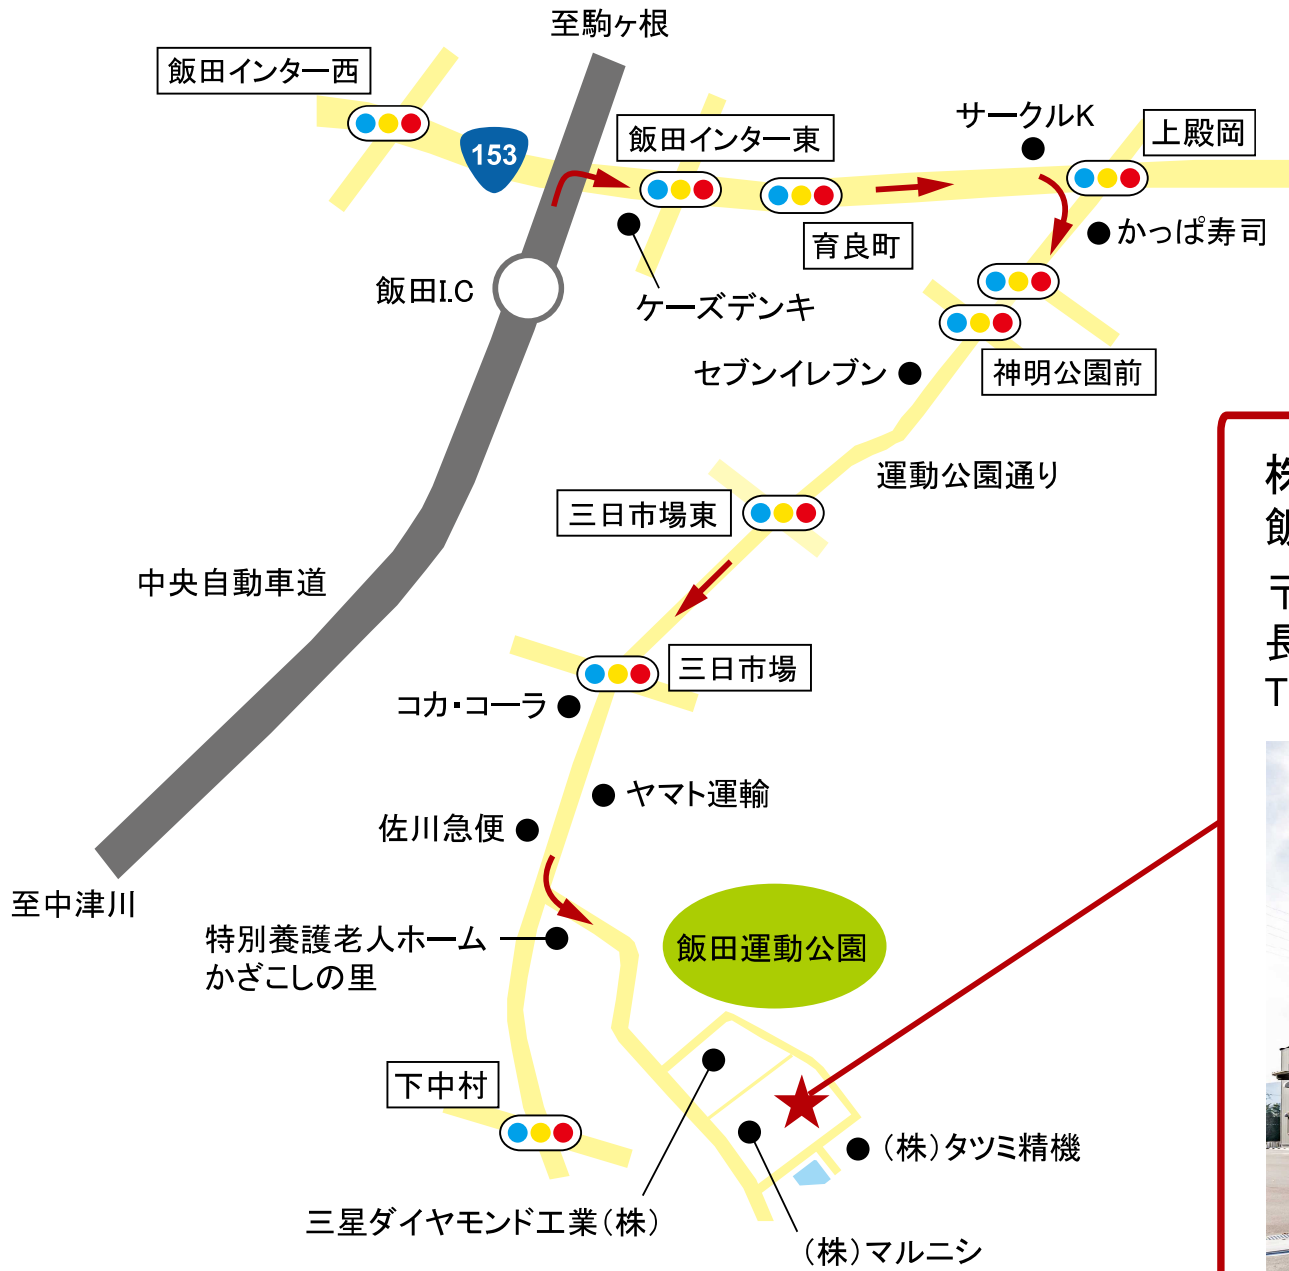 至駒ヶ根
飯田インター西
153
飯田インター東
サークルK
上殿岡
育良町
かっぱ寿司
飯田I.C
ケーズデンキ
セブンイレブン
神明公園前
運動公園通り
三日市場東
中央自動車道
三日市場
コカ・コーラ
ヤマト運輸
佐川急便
至中津川
特別養護老人ホーム
かざこしの里
飯田運動公園
下中村
(株)タツミ精機
三星ダイヤモンド工業(株)
(株)マルニシ
株
飯
〒
長
T